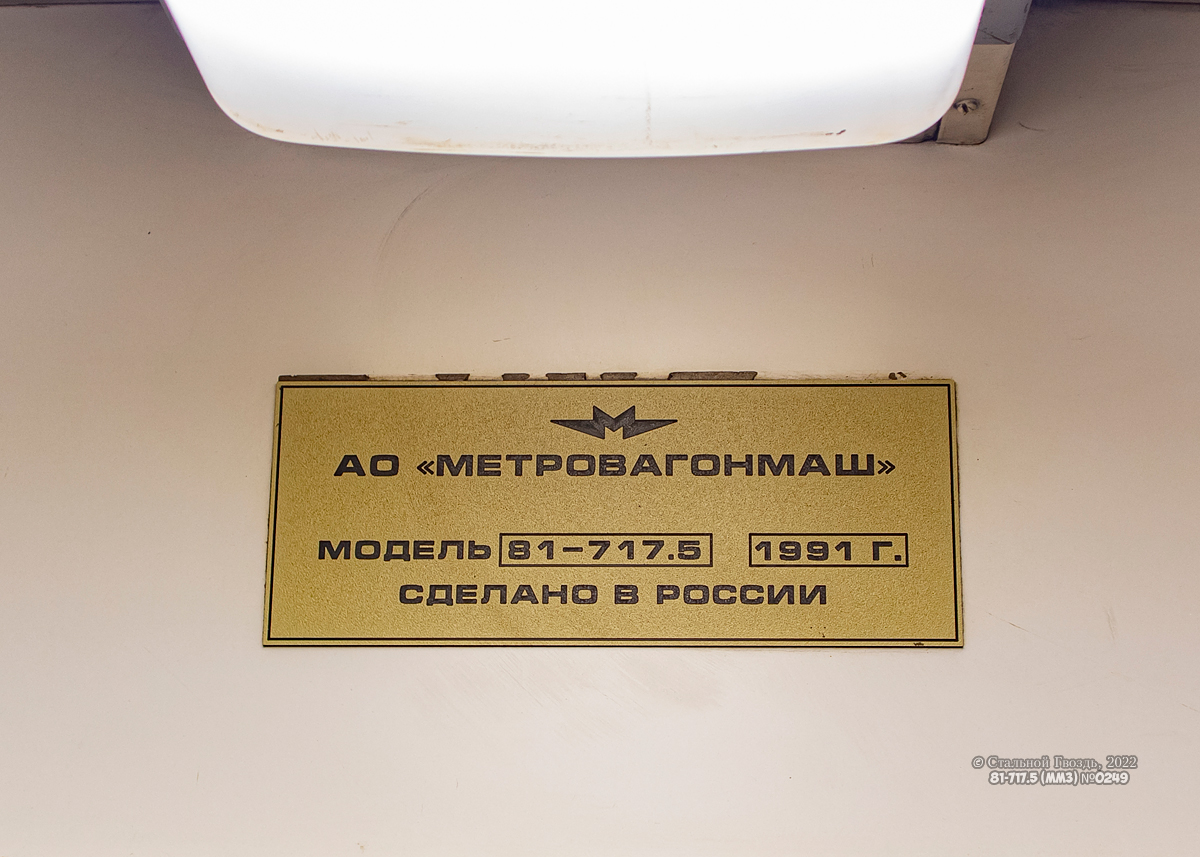 АО «МЕТРОВАГОНМАШ»
МОДЕЛЬ 81-717.5 1991 Г.
СДЕЛАНО В РОССИИ
© Стальной Гвоздь, 2022
81-717.5 (ММЗ) №0249